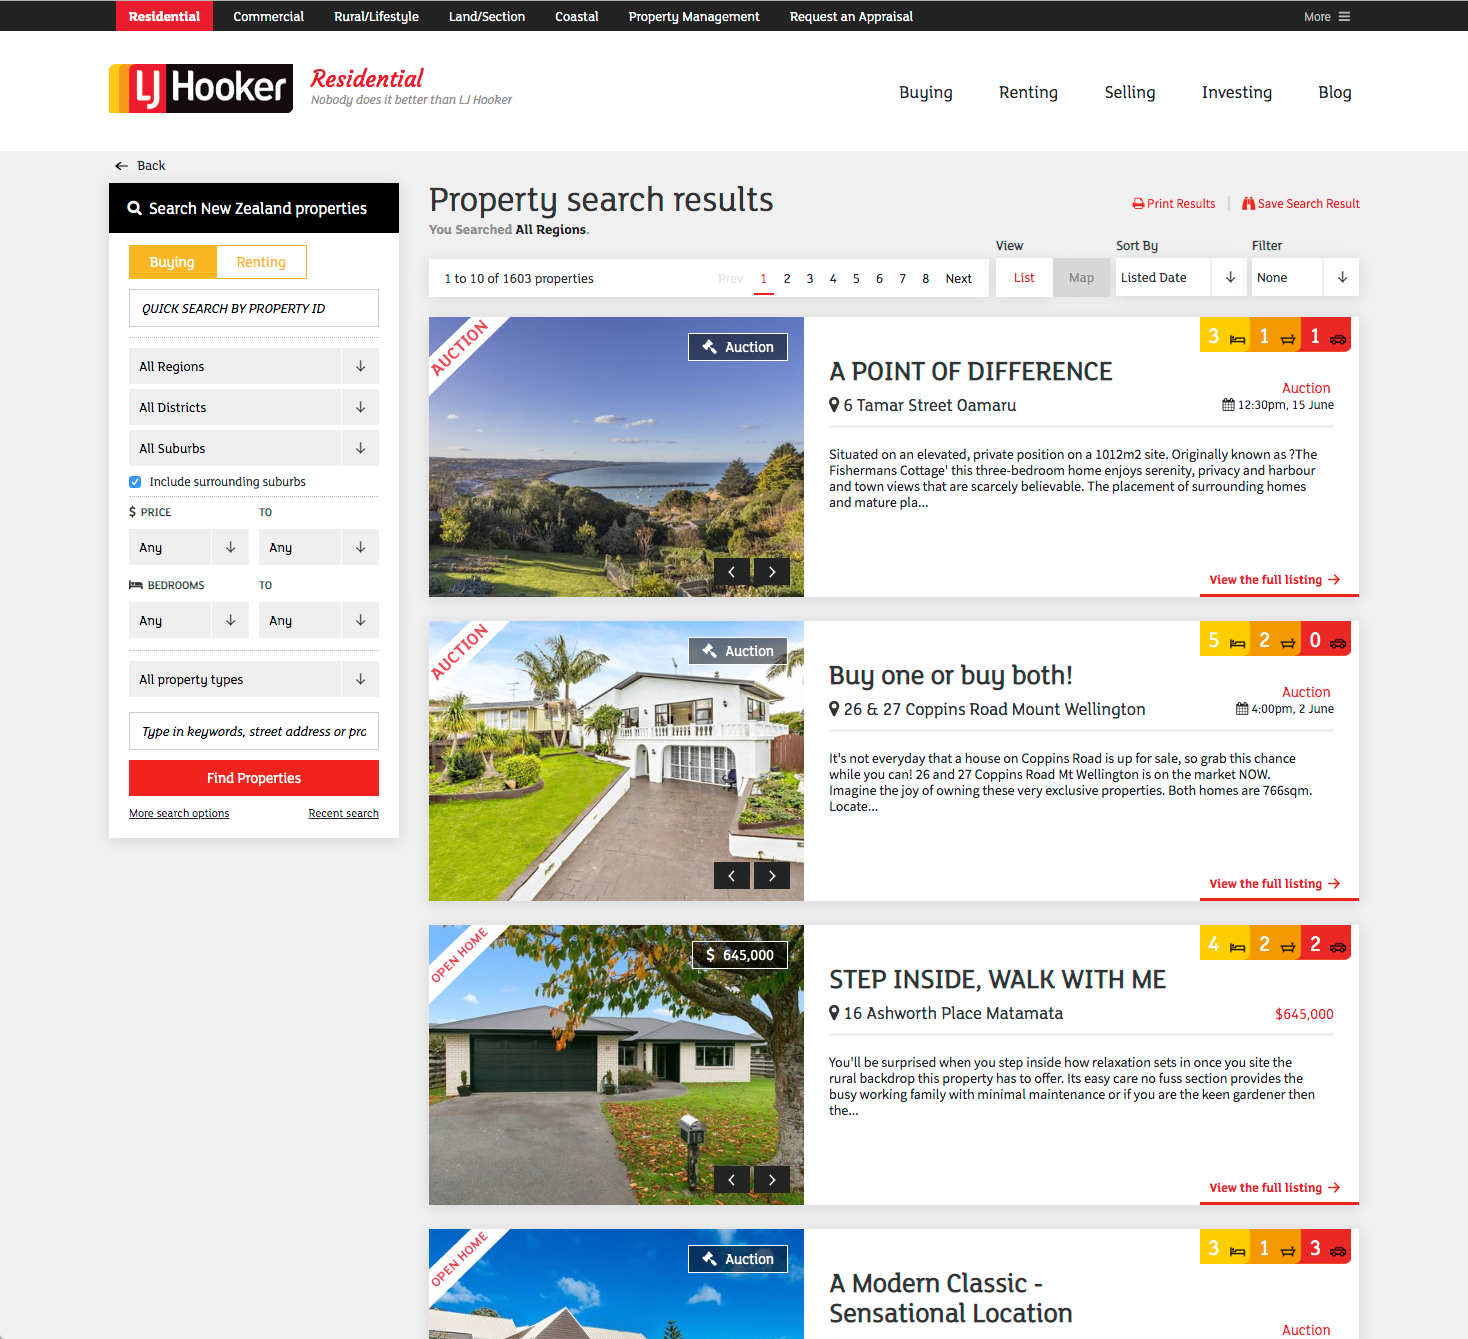 Residential Commercial Rural/Lifestyle Land/Section Coastal Property Management Request an Appraisal More
LJ Hooker
Residential
Nobody does it better than LJ Hooker
Buying Renting Selling Investing Blog
Back
Search New Zealand properties
Buying Renting
QUICK SEARCH BY PROPERTY ID
All Regions
All Districts
All Suburbs
Include surrounding suburbs
$ PRICE TO
Any Any
BEDROOMS TO
Any Any
All property types
Type in keywords, street address or pro
Find Properties
More search options Recent search
Property search results
You Searched All Regions.
Print Results Save Search Result
View Sort By Filter
1 to 10 of 1603 properties Prev 1 2 3 4 5 6 7 8 Next List Map Listed Date None
AUCTION
Auction
3 1 1
A POINT OF DIFFERENCE
Auction
6 Tamar Street Oamaru
12:30pm, 15 June
Situated on an elevated, private position on a 1012m2 site. Originally known as ?The
Fishermans Cottage' this three-bedroom home enjoys serenity, privacy and harbour
and town views that are scarcely believable. The placement of surrounding homes
and mature pla...
View the full listing
AUCTION
Auction
5 2 0
Buy one or buy both!
Auction
26 & 27 Coppins Road Mount Wellington
4:00pm, 2 June
It's not everyday that a house on Coppins Road is up for sale, so grab this chance
while you can! 26 and 27 Coppins Road Mt Wellington is on the market NOW.
Imagine the joy of owning these very exclusive properties. Both homes are 766sqm.
Locate...
View the full listing
OPEN HOME
$ 645,000
16
4 2 2
STEP INSIDE, WALK WITH ME
16 Ashworth Place Matamata
$645,000
You'll be surprised when you step inside how relaxation sets in once you site the
rural backdrop this property has to offer. Its easy care no fuss section provides the
busy working family with minimal maintenance or if you are the keen gardener then
the...
View the full listing
OPEN HOME
Auction
3 1 3
A Modern Classic -
Sensational Location
Auction